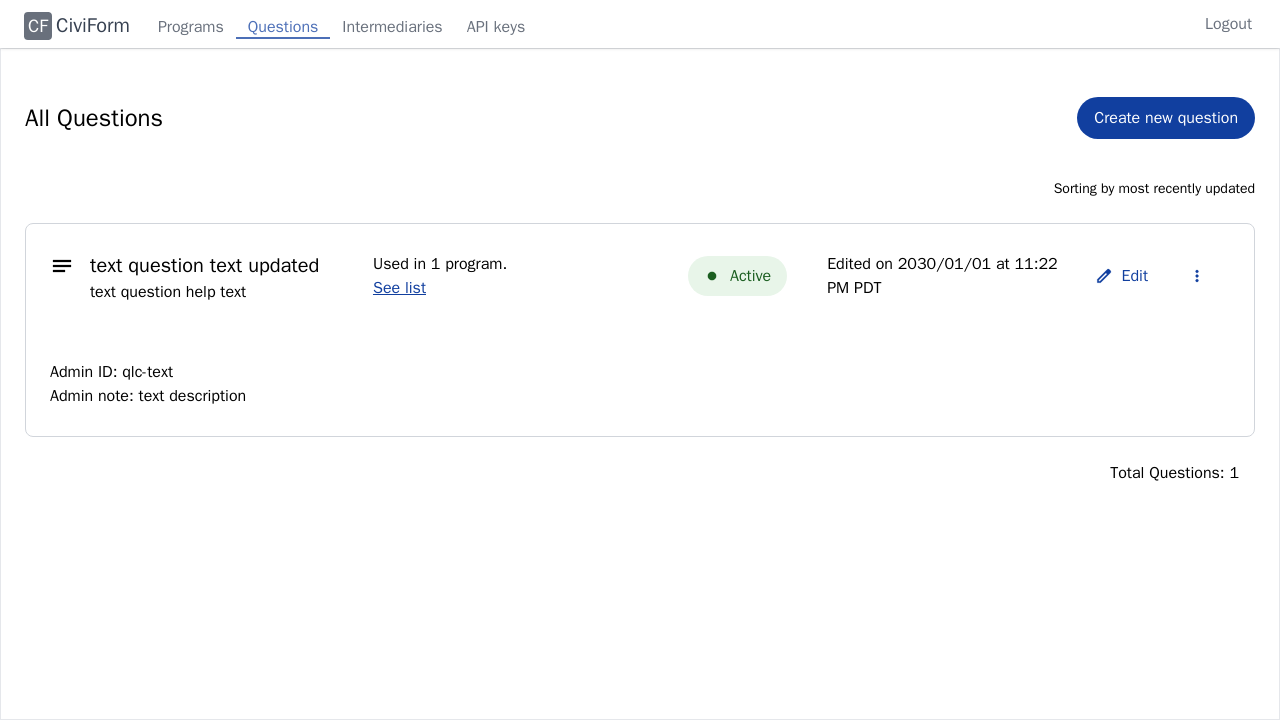 CF CiviForm Programs Questions Intermediaries API keys Logout
All Questions Create new question
Sorting by most recently updated
text question text updated
text question help text
Used in 1 program.
See list
Active
Edited on 2030/01/01 at 11:22
PM PDT
Edit
Admin ID: qlc-text
Admin note: text description
Total Questions: 1